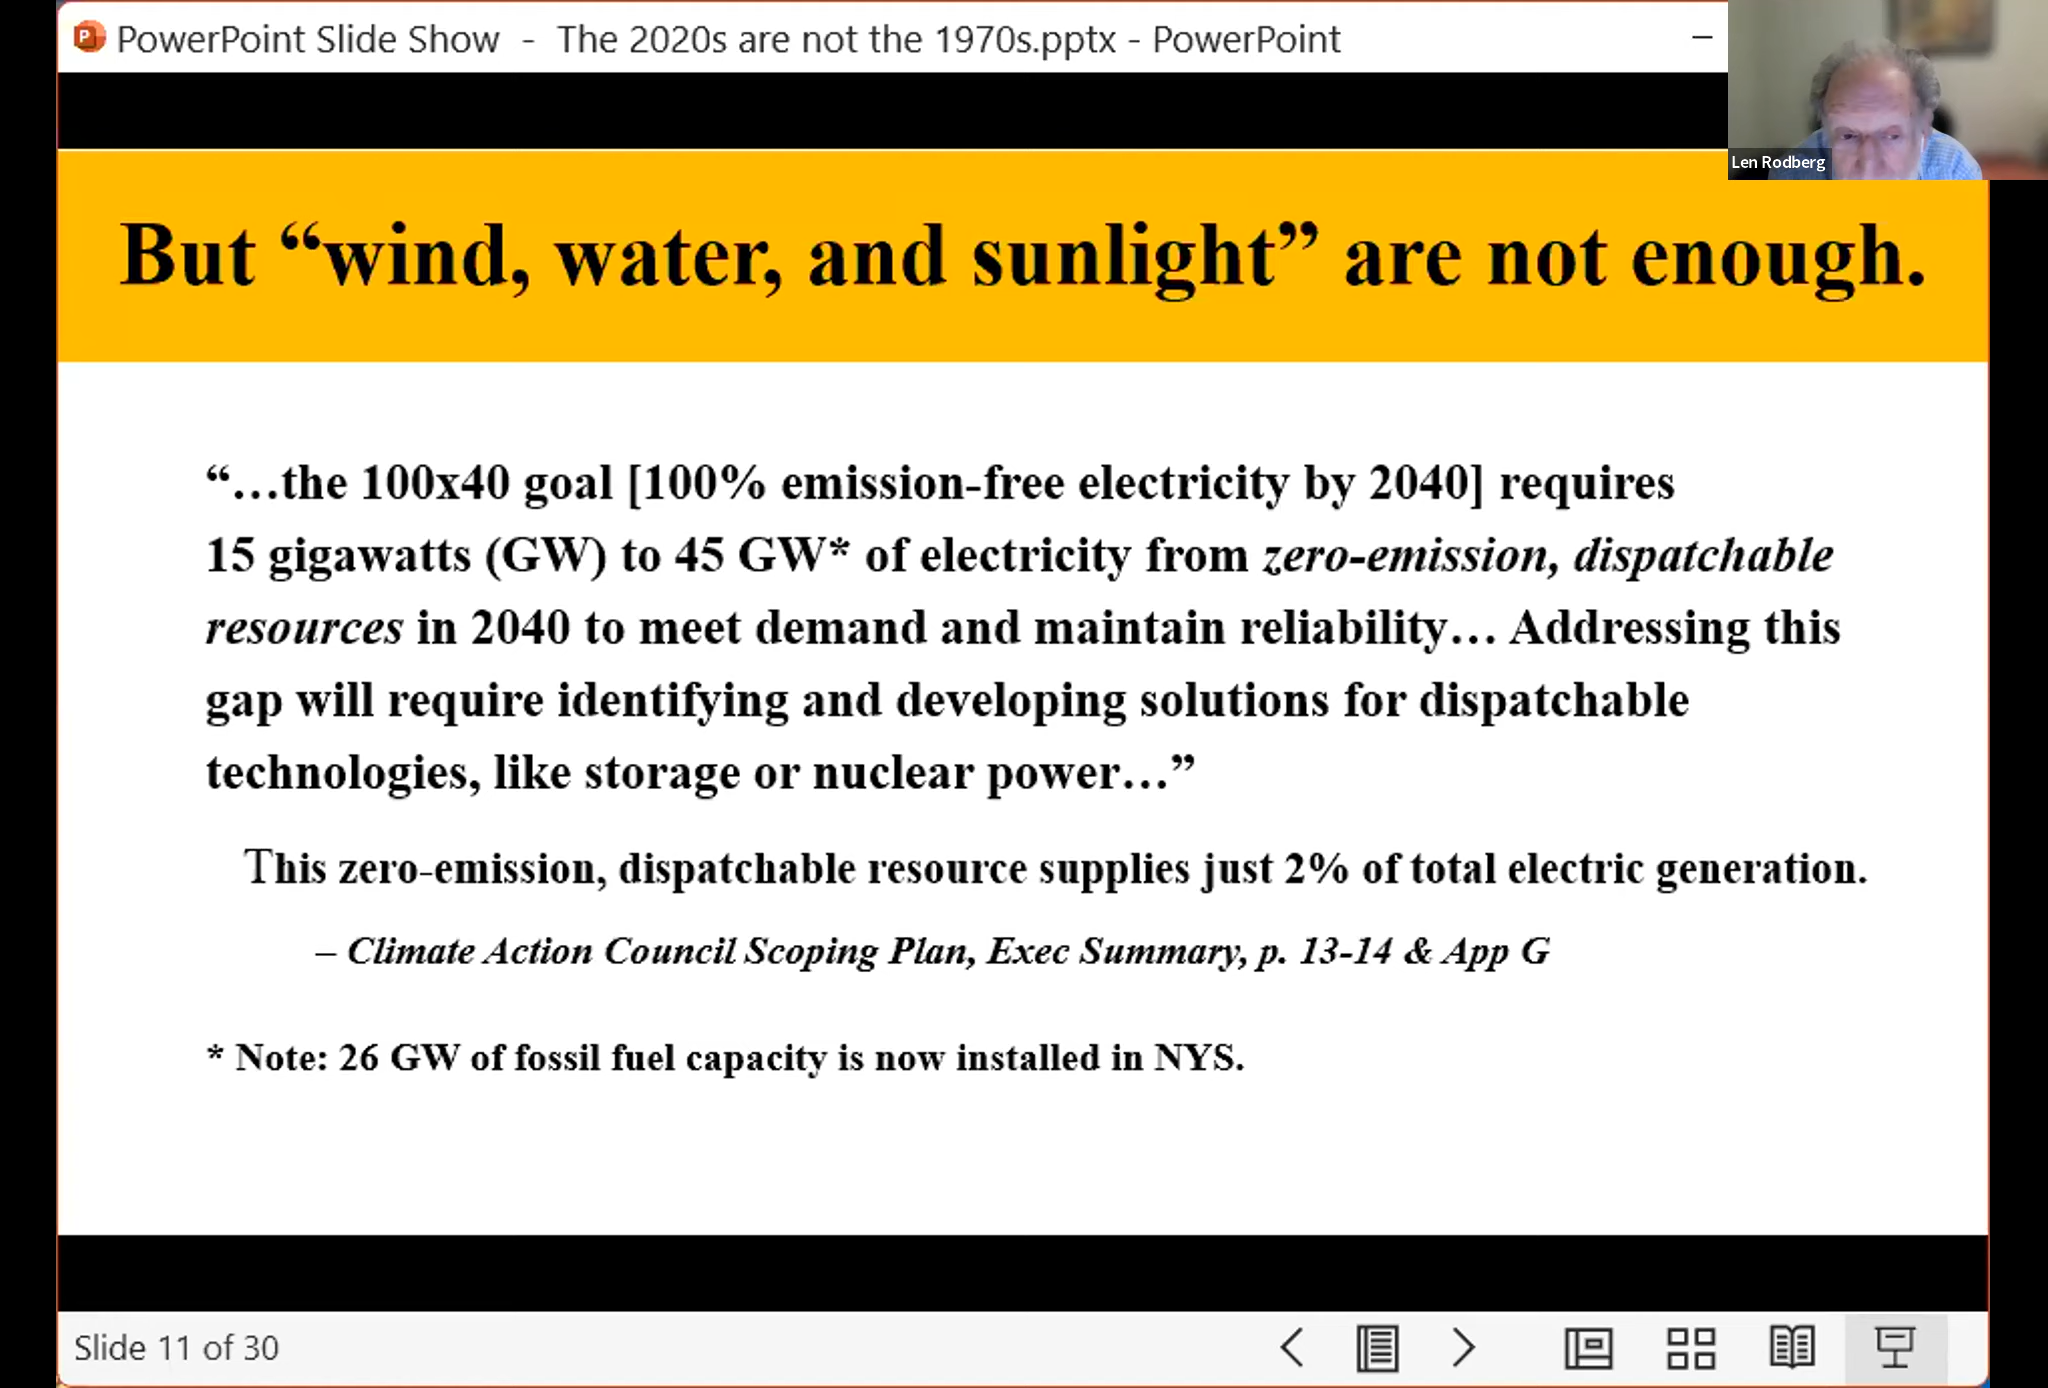 PowerPoint Slide Show - The 2020s are not the 1970s.pptx - PowerPoint
Len Rodberg
But “wind, water, and sunlight” are not enough.
“…the 100x40 goal [100% emission-free electricity by 2040] requires
15 gigawatts (GW) to 45 GW* of electricity from zero-emission, dispatchable
resources in 2040 to meet demand and maintain reliability… Addressing this
gap will require identifying and developing solutions for dispatchable
technologies, like storage or nuclear power…”
This zero-emission, dispatchable resource supplies just 2% of total electric generation.
– Climate Action Council Scoping Plan, Exec Summary, p. 13-14 & App G
* Note: 26 GW of fossil fuel capacity is now installed in NYS.
Slide 11 of 30